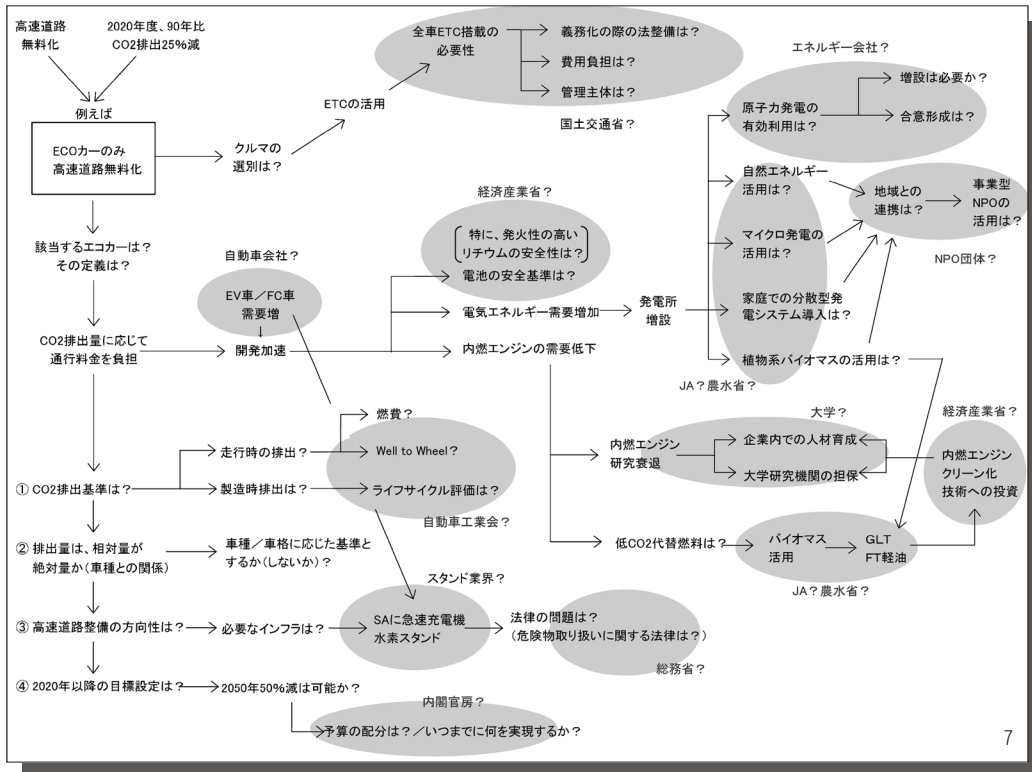 高速道路
無料化
2020年度、90年比
CO2排出25%減
例えば
ECOカーのみ
高速道路無料化
クルマの
選別は？
ETCの活用
全車ETC搭載の
必要性
義務化の際の法整備は？
費用負担は？
管理主体は？
国土交通省？
エネルギー会社？
原子力発電の
有効利用は？
増設は必要か？
合意形成は？
自然エネルギー
活用は？
マイクロ発電の
活用は？
家庭での分散型発
電システム導入は？
植物系バイオマスの活用は？
JA？農水省？
地域との
連携は？
事業型
NPOの
活用は？
NPO団体？
該当するエコカーは？
その定義は？
自動車会社？
EV車／FC車
需要増
↓
開発加速
経済産業省？
特に、発火性の高い
リチウムの安全性は？
電池の安全基準は？
電気エネルギー需要増加
発電所
増設
内燃エンジンの需要低下
CO2排出量に応じて
通行料金を負担
燃費？
走行時の排出？
Well to Wheel？
① CO2排出基準は？
製造時排出は？
ライフサイクル評価は？
自動車工業会？
内燃エンジン
研究衰退
大学？
企業内での人材育成
大学研究機関の担保
経済産業省？
内燃エンジン
クリーン化
技術への投資
② 排出量は、相対量が
絶対量か（車種との関係）
車種／車格に応じた基準と
するか（しないか）？
低CO2代替燃料は？
バイオマス
活用
GLT
FT軽油
JA？農水省？
スタンド業界？
③ 高速道路整備の方向性は？
必要なインフラは？
SAに急速充電機
水素スタンド
法律の問題は？
（危険物取り扱いに関する法律は？）
総務省？
④ 2020年以降の目標設定は？
2050年50%減は可能か？
内閣官房？
予算の配分は？／いつまでに何を実現するか？
7